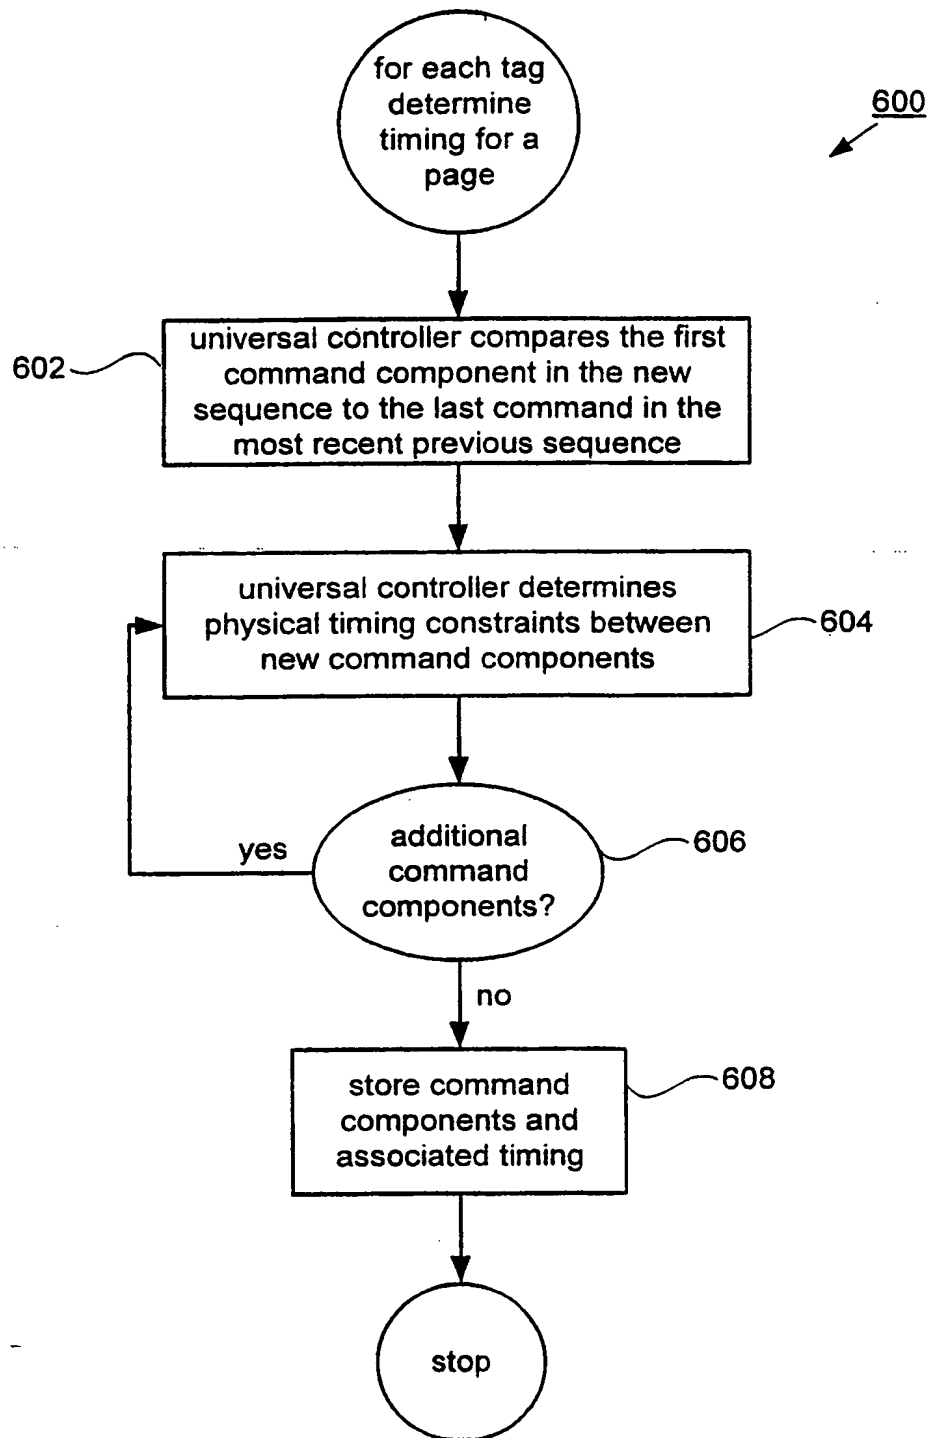 for each tag
determine
timing for a
page
600
602
universal controller compares the first
command component in the new
sequence to the last command in the
most recent previous sequence
universal controller determines
physical timing constraints between
new command components
604
additional
command
components?
606
yes
no
store command
components and
associated timing
608
stop